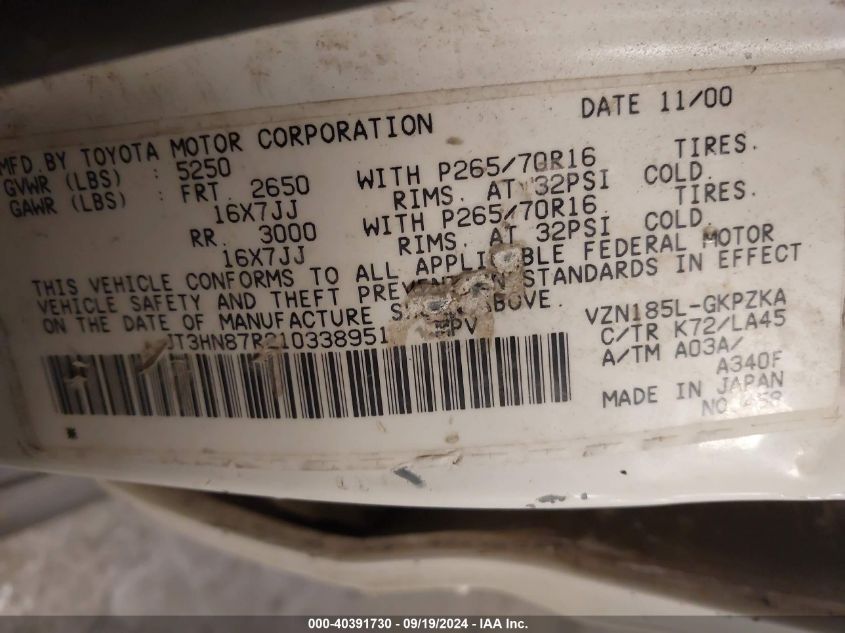 DATE 11/00
MFD BY TOYOTA MOTOR CORPORATION
GVWR (LBS) : 5250
GAWR (LBS) : FRT. 2650 WITH P265/70R16 TIRES.
16X7JJ RIMS. AT 32PSI COLD.
RR. 3000 WITH P265/70R16 TIRES.
16X7JJ RIMS. AT 32PSI COLD.
THIS VEHICLE CONFORMS TO ALL APPLICABLE FEDERAL MOTOR
VEHICLE SAFETY AND THEFT PREVENTION STANDARDS IN EFFECT
ON THE DATE OF MANUFACTURE SHOWN ABOVE.
JT3HN87R210338951 MPV
VZN185L-GKPZKA
C/TR K72/LA45
A/TM A03A/
A340F
MADE IN JAPAN
NO.
000-40391730 - 09/19/2024 - IAA Inc.